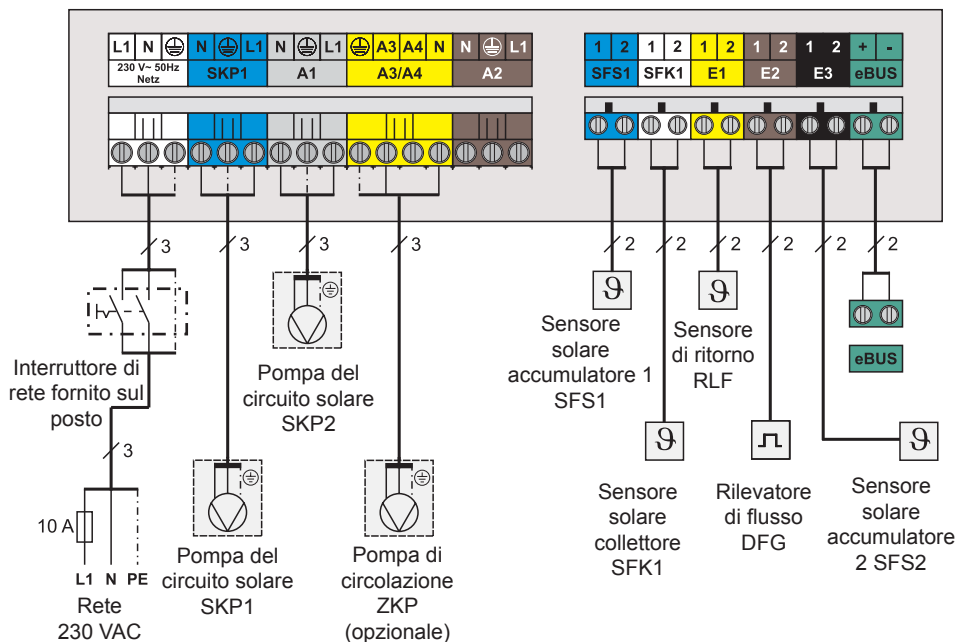 L1 N N L1 N L1 A3 A4 N N L1
230 V~ 50Hz
Netz
SKP1
A1
A3/A4
A2
1 2 1 2 1 2 1 2 1 2 + -
SFS1 SFK1 E1 E2 E3 eBUS
3
3
3
3
2
2
2
2
2
2
Interruttore di
rete fornito sul
posto
3
10 A
L1 N PE
Rete
230 VAC
Pompa del
circuito solare
SKP1
Pompa del
circuito solare
SKP2
Pompa di
circolazione
ZKP
(opzionale)
ϑ
Sensore
solare
accumulatore 1
SFS1
ϑ
Sensore
solare
collettore
SFK1
ϑ
Sensore
di ritorno
RLF
Rilevatore
di flusso
DFG
eBUS
ϑ
Sensore
solare
accumulatore
2 SFS2